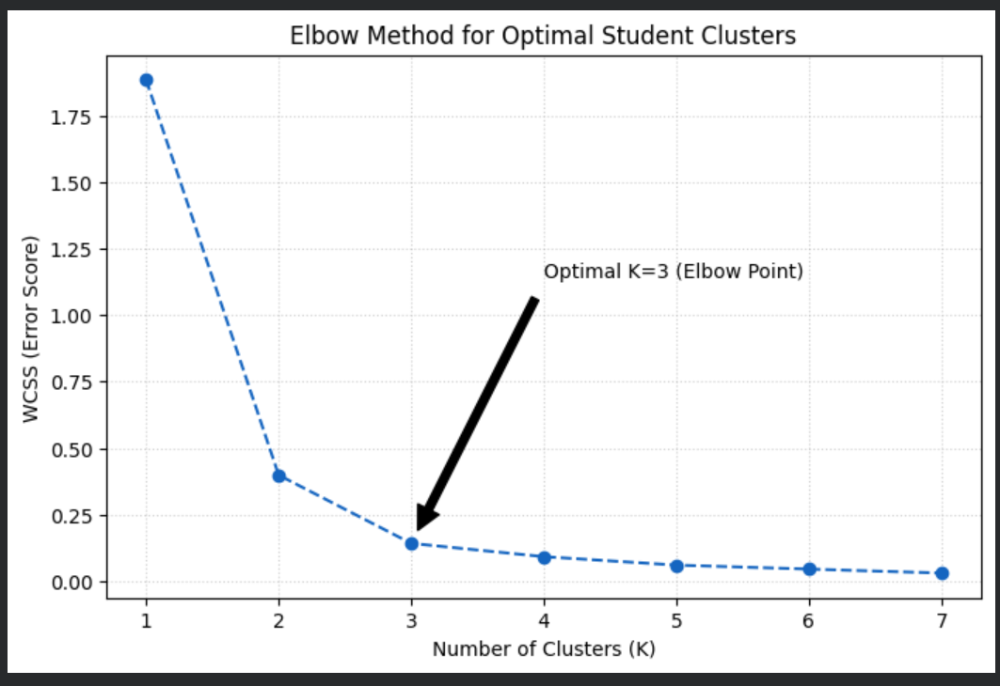 Elbow Method for Optimal Student Clusters
WCSS (Error Score)
1.75
1.50
1.25
1.00
0.75
0.50
0.25
0.00
Optimal K=3 (Elbow Point)
1 2 3 4 5 6 7
Number of Clusters (K)